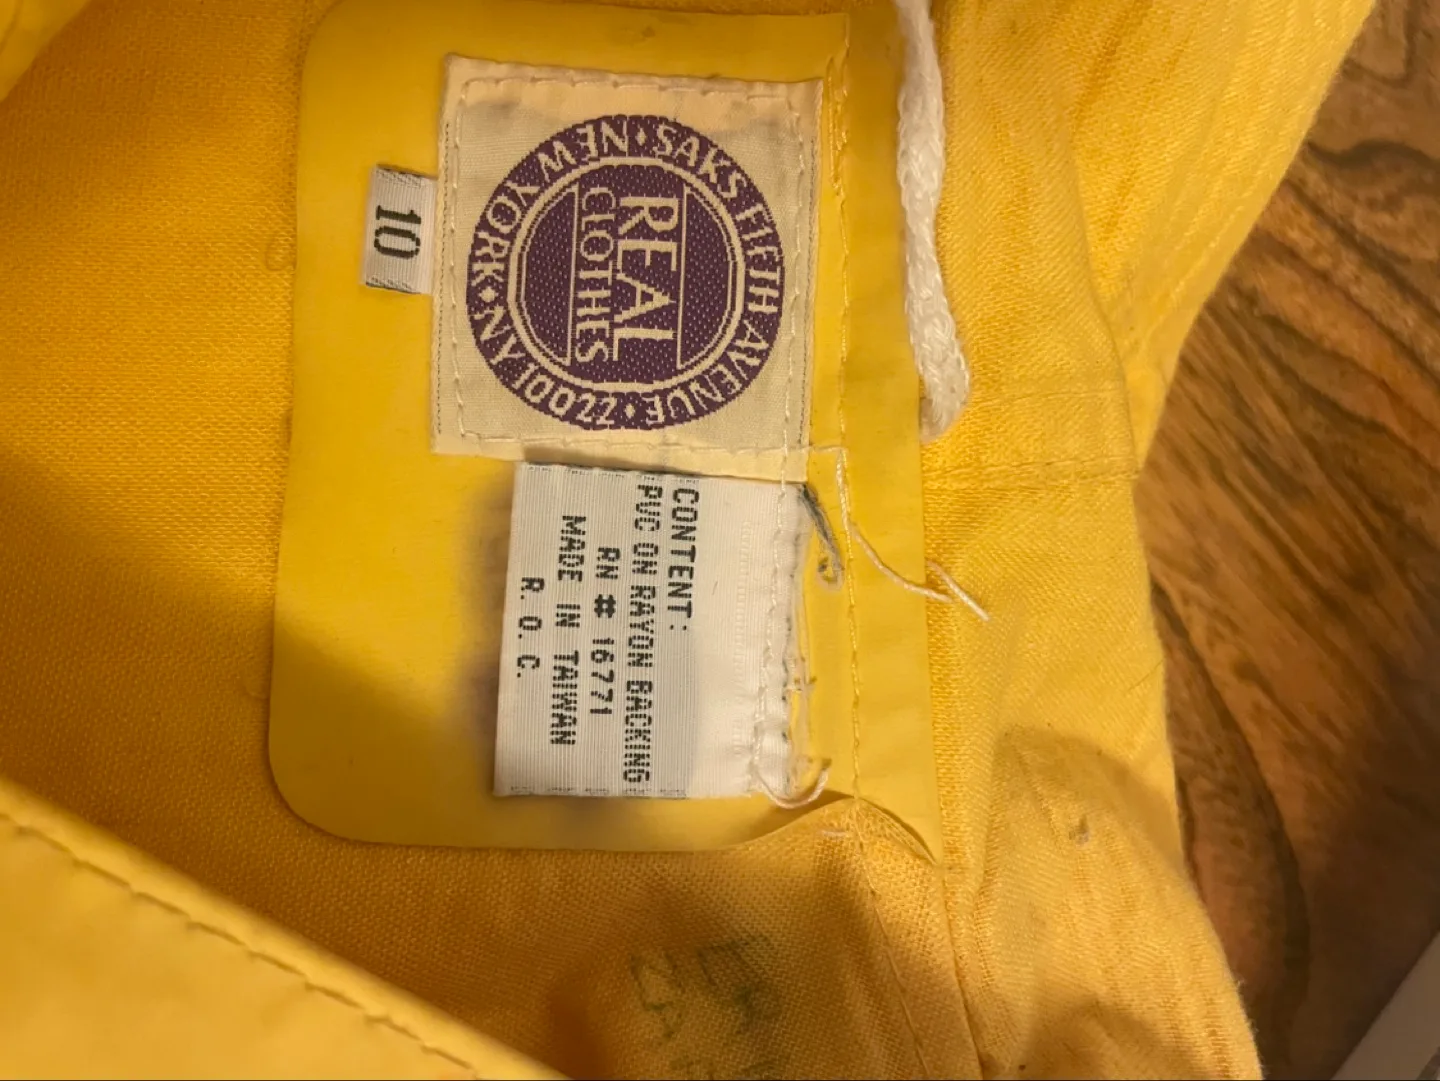 SAKS FIFTH AVENUE • NEW YORK • NY 10022 •
REAL
CLOTHES
10
CONTENT:
PVC ON RAYON BACKING
RN # 16771
MADE IN TAIWAN
R.O.C.